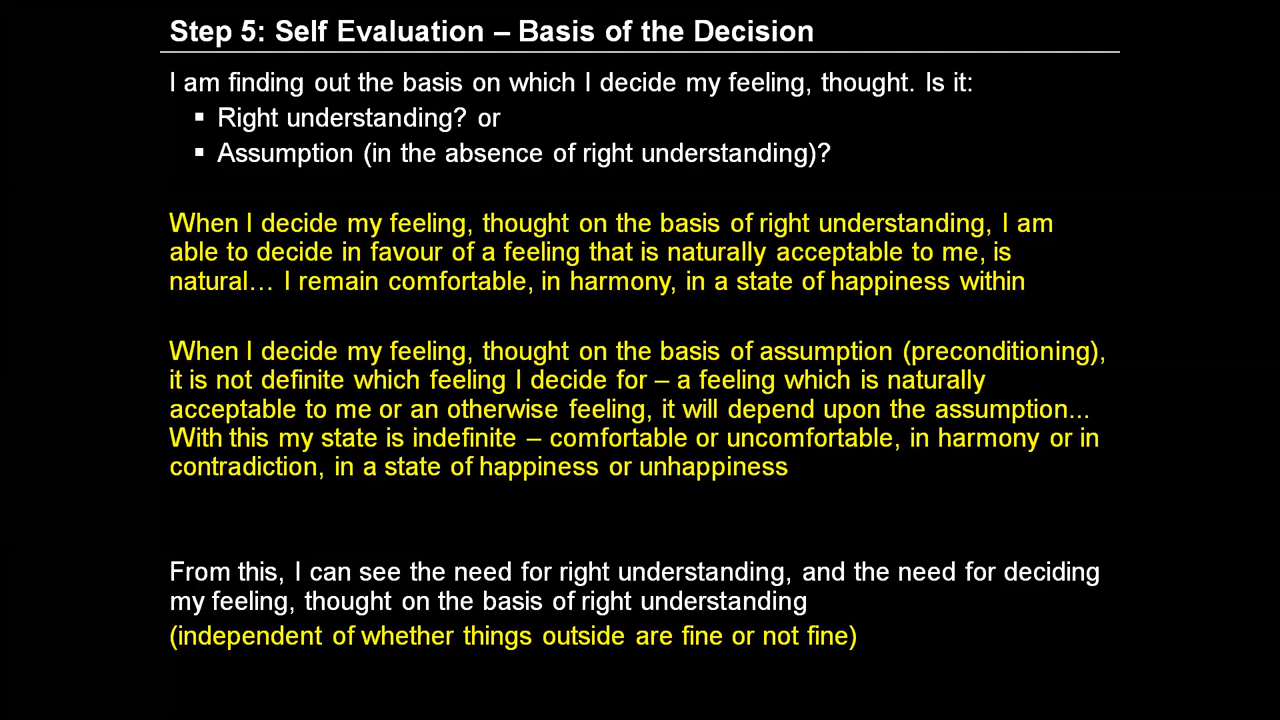 Step 5: Self Evaluation – Basis of the Decision
I am finding out the basis on which I decide my feeling, thought. Is it:
▪ Right understanding? or
▪ Assumption (in the absence of right understanding)?
When I decide my feeling, thought on the basis of right understanding, I am
able to decide in favour of a feeling that is naturally acceptable to me, is
natural… I remain comfortable, in harmony, in a state of happiness within
When I decide my feeling, thought on the basis of assumption (preconditioning),
it is not definite which feeling I decide for – a feeling which is naturally
acceptable to me or an otherwise feeling, it will depend upon the assumption...
With this my state is indefinite – comfortable or uncomfortable, in harmony or in
contradiction, in a state of happiness or unhappiness
From this, I can see the need for right understanding, and the need for deciding
my feeling, thought on the basis of right understanding
(independent of whether things outside are fine or not fine)